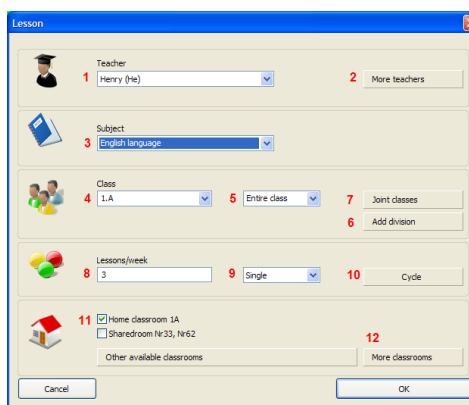 Lesson
Teacher
1 Henry (He) 2 More teachers
Subject
3 English language
Class
4 1.A 5 Entire class 7 Joint classes
6 Add division
Lessons/week
8 3 9 Single 10 Cycle
11 Home classroom 1A
Sharedroom Nr33, Nr62
12
Other available classrooms More classrooms
Cancel OK